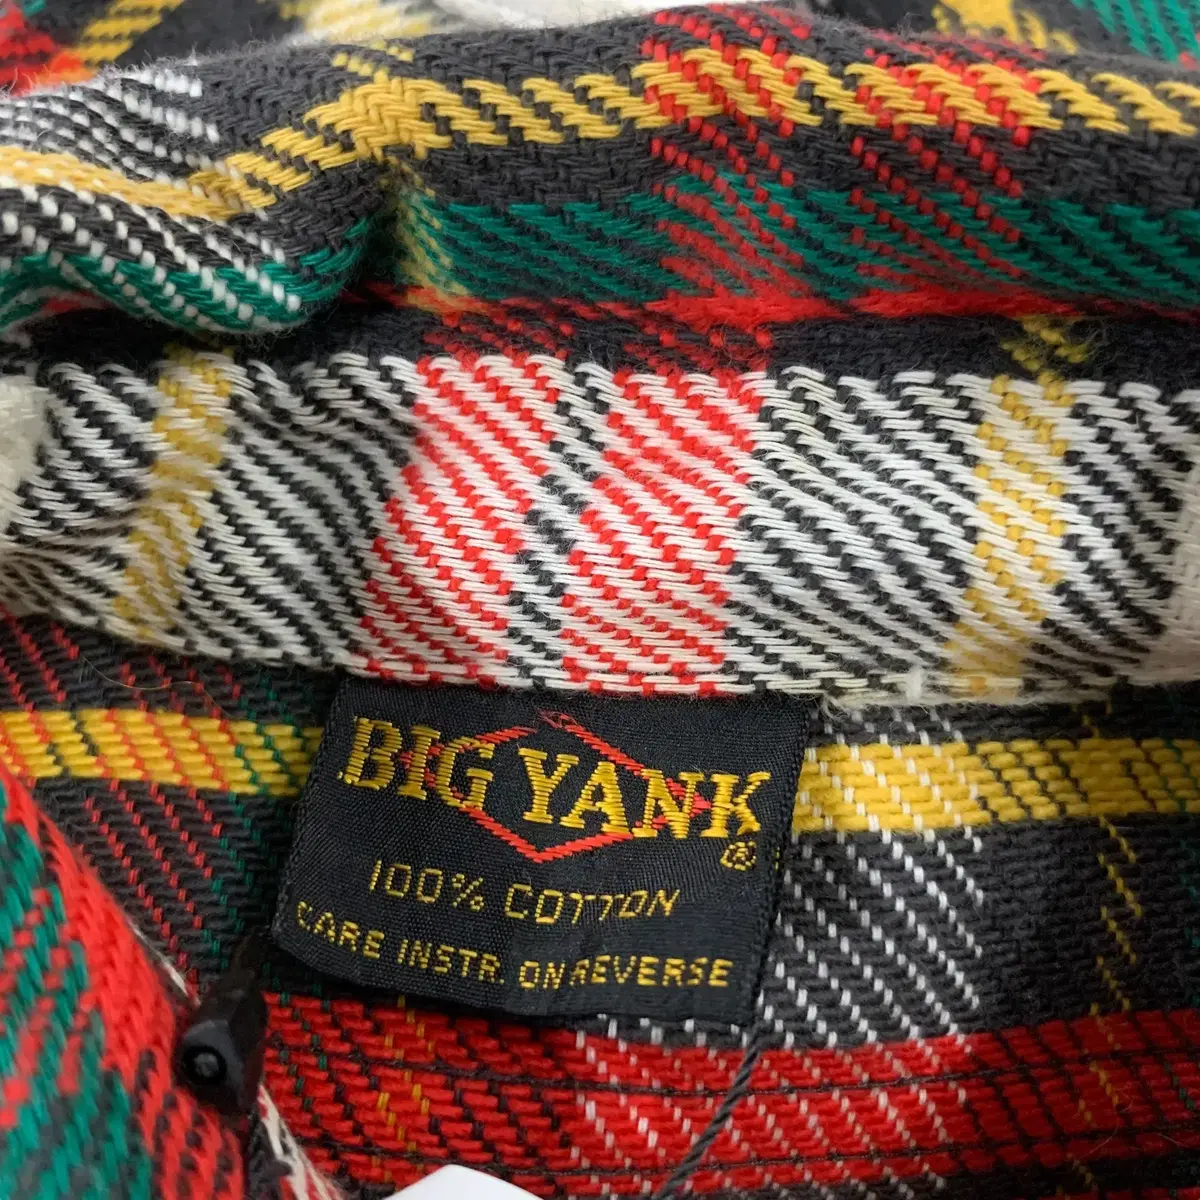 BIG YANK
®
100% COTTON
CARE INSTR. ON REVERSE